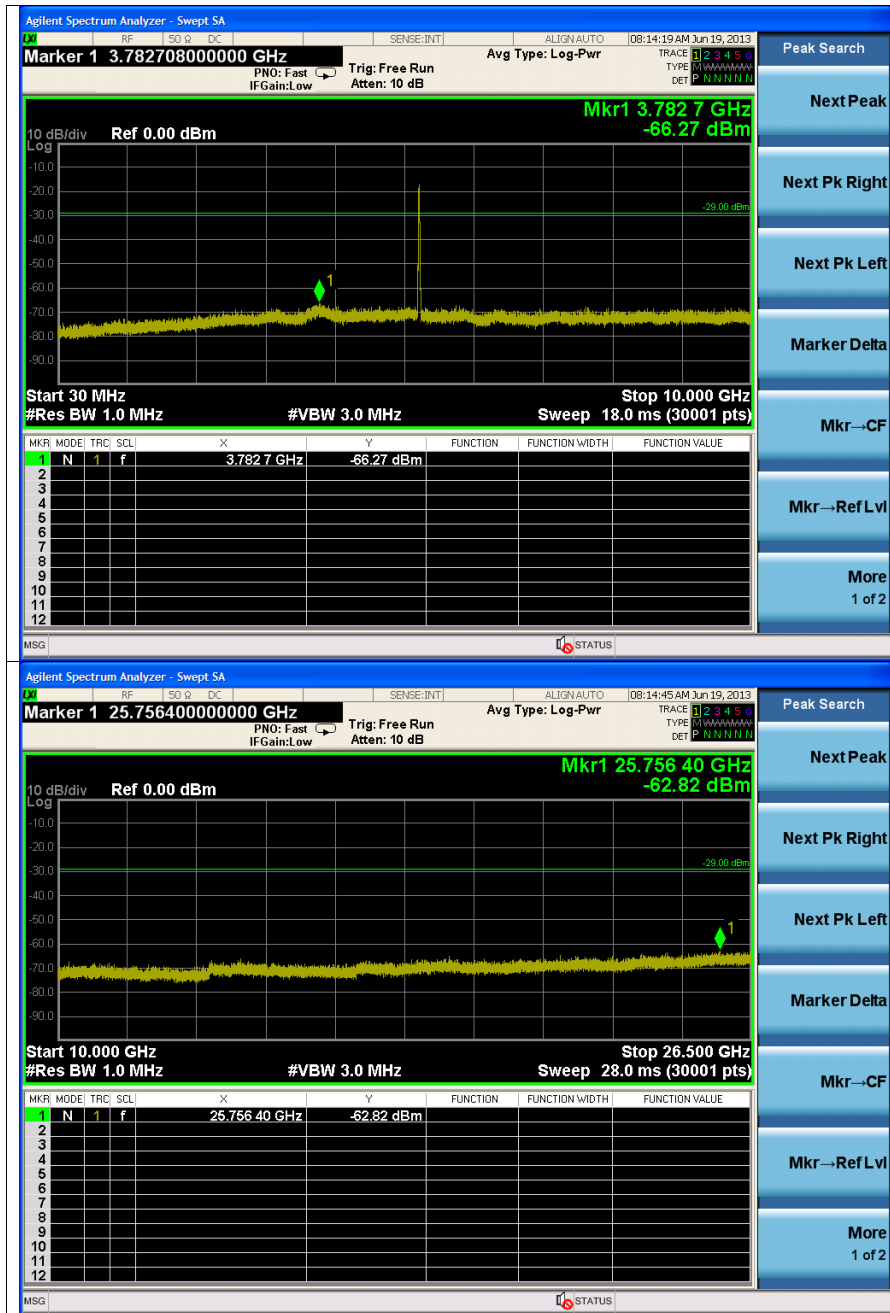 Agilent Spectrum Analyzer - Swept SA
LXI RF 50 Ω DC SENSE:INT ALIGN AUTO 08:14:19 AM Jun 19, 2013
Marker 1 3.782708000000 GHz
PNO: Fast
IFGain:Low
Trig: Free Run
Atten: 10 dB
Avg Type: Log-Pwr
TRACE 1 2 3 4 5 6
TYPE M
DET P N N N N N
Mkr1 3.782 7 GHz
-66.27 dBm
10 dB/div Ref 0.00 dBm
Log
-10.0
-20.0
-30.0
-40.0
-50.0
-60.0
-70.0
-80.0
-90.0
-29.00 dBm
1
Start 30 MHz Stop 10.000 GHz
#Res BW 1.0 MHz #VBW 3.0 MHz Sweep 18.0 ms (30001 pts)
MKR MODE TRC SCL X Y FUNCTION FUNCTION WIDTH FUNCTION VALUE
1 N 1 f 3.782 7 GHz -66.27 dBm
2
3
4
5
6
7
8
9
10
11
12
MSG STATUS
Peak Search
Next Peak
Next Pk Right
Next Pk Left
Marker Delta
Mkr→CF
Mkr→Ref Lvl
More
1 of 2
Agilent Spectrum Analyzer - Swept SA
LXI RF 50 Ω DC SENSE:INT ALIGN AUTO 08:14:45 AM Jun 19, 2013
Marker 1 25.756400000000 GHz
PNO: Fast
IFGain:Low
Trig: Free Run
Atten: 10 dB
Avg Type: Log-Pwr
TRACE 1 2 3 4 5 6
TYPE M
DET P N N N N N
Mkr1 25.756 40 GHz
-62.82 dBm
10 dB/div Ref 0.00 dBm
Log
-10.0
-20.0
-30.0
-40.0
-50.0
-60.0
-70.0
-80.0
-90.0
-29.00 dBm
1
Start 10.000 GHz Stop 26.500 GHz
#Res BW 1.0 MHz #VBW 3.0 MHz Sweep 28.0 ms (30001 pts)
MKR MODE TRC SCL X Y FUNCTION FUNCTION WIDTH FUNCTION VALUE
1 N 1 f 25.756 40 GHz -62.82 dBm
2
3
4
5
6
7
8
9
10
11
12
MSG STATUS
Peak Search
Next Peak
Next Pk Right
Next Pk Left
Marker Delta
Mkr→CF
Mkr→Ref Lvl
More
1 of 2